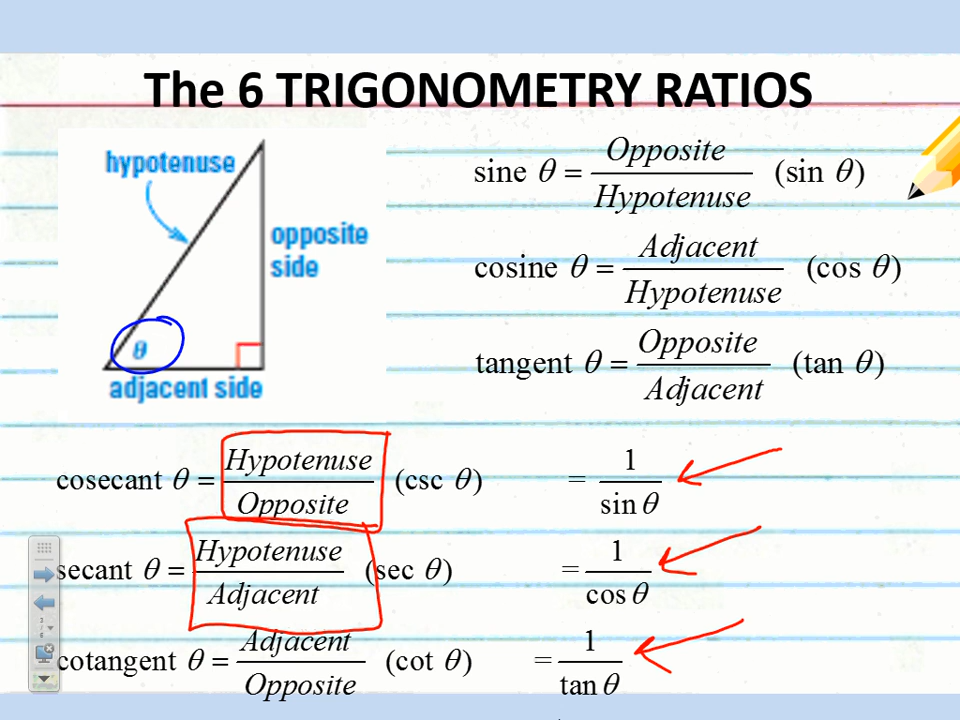 The 6 TRIGONOMETRY RATIOS
hypotenuse
opposite
side
θ
adjacent side
sine θ = Opposite / Hypotenuse (sin θ)
cosine θ = Adjacent / Hypotenuse (cos θ)
tangent θ = Opposite / Adjacent (tan θ)
cosecant θ = Hypotenuse / Opposite (csc θ) = 1 / sin θ
secant θ = Hypotenuse / Adjacent (sec θ) = 1 / cos θ
cotangent θ = Adjacent / Opposite (cot θ) = 1 / tan θ